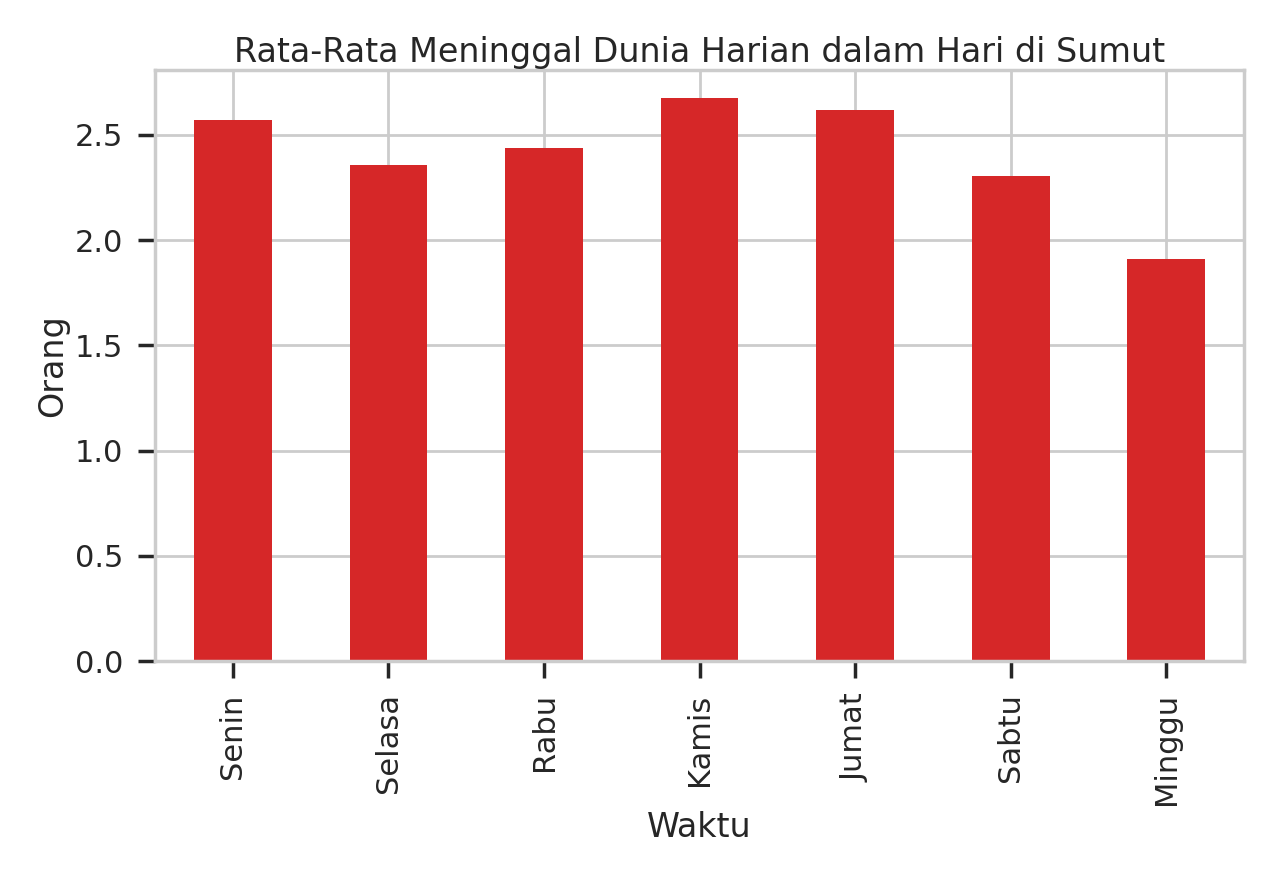 Rata-Rata Meninggal Dunia Harian dalam Hari di Sumut
Orang
2.5
2.0
1.5
1.0
0.5
0.0
Senin
Selasa
Rabu
Kamis
Jumat
Sabtu
Minggu
Waktu